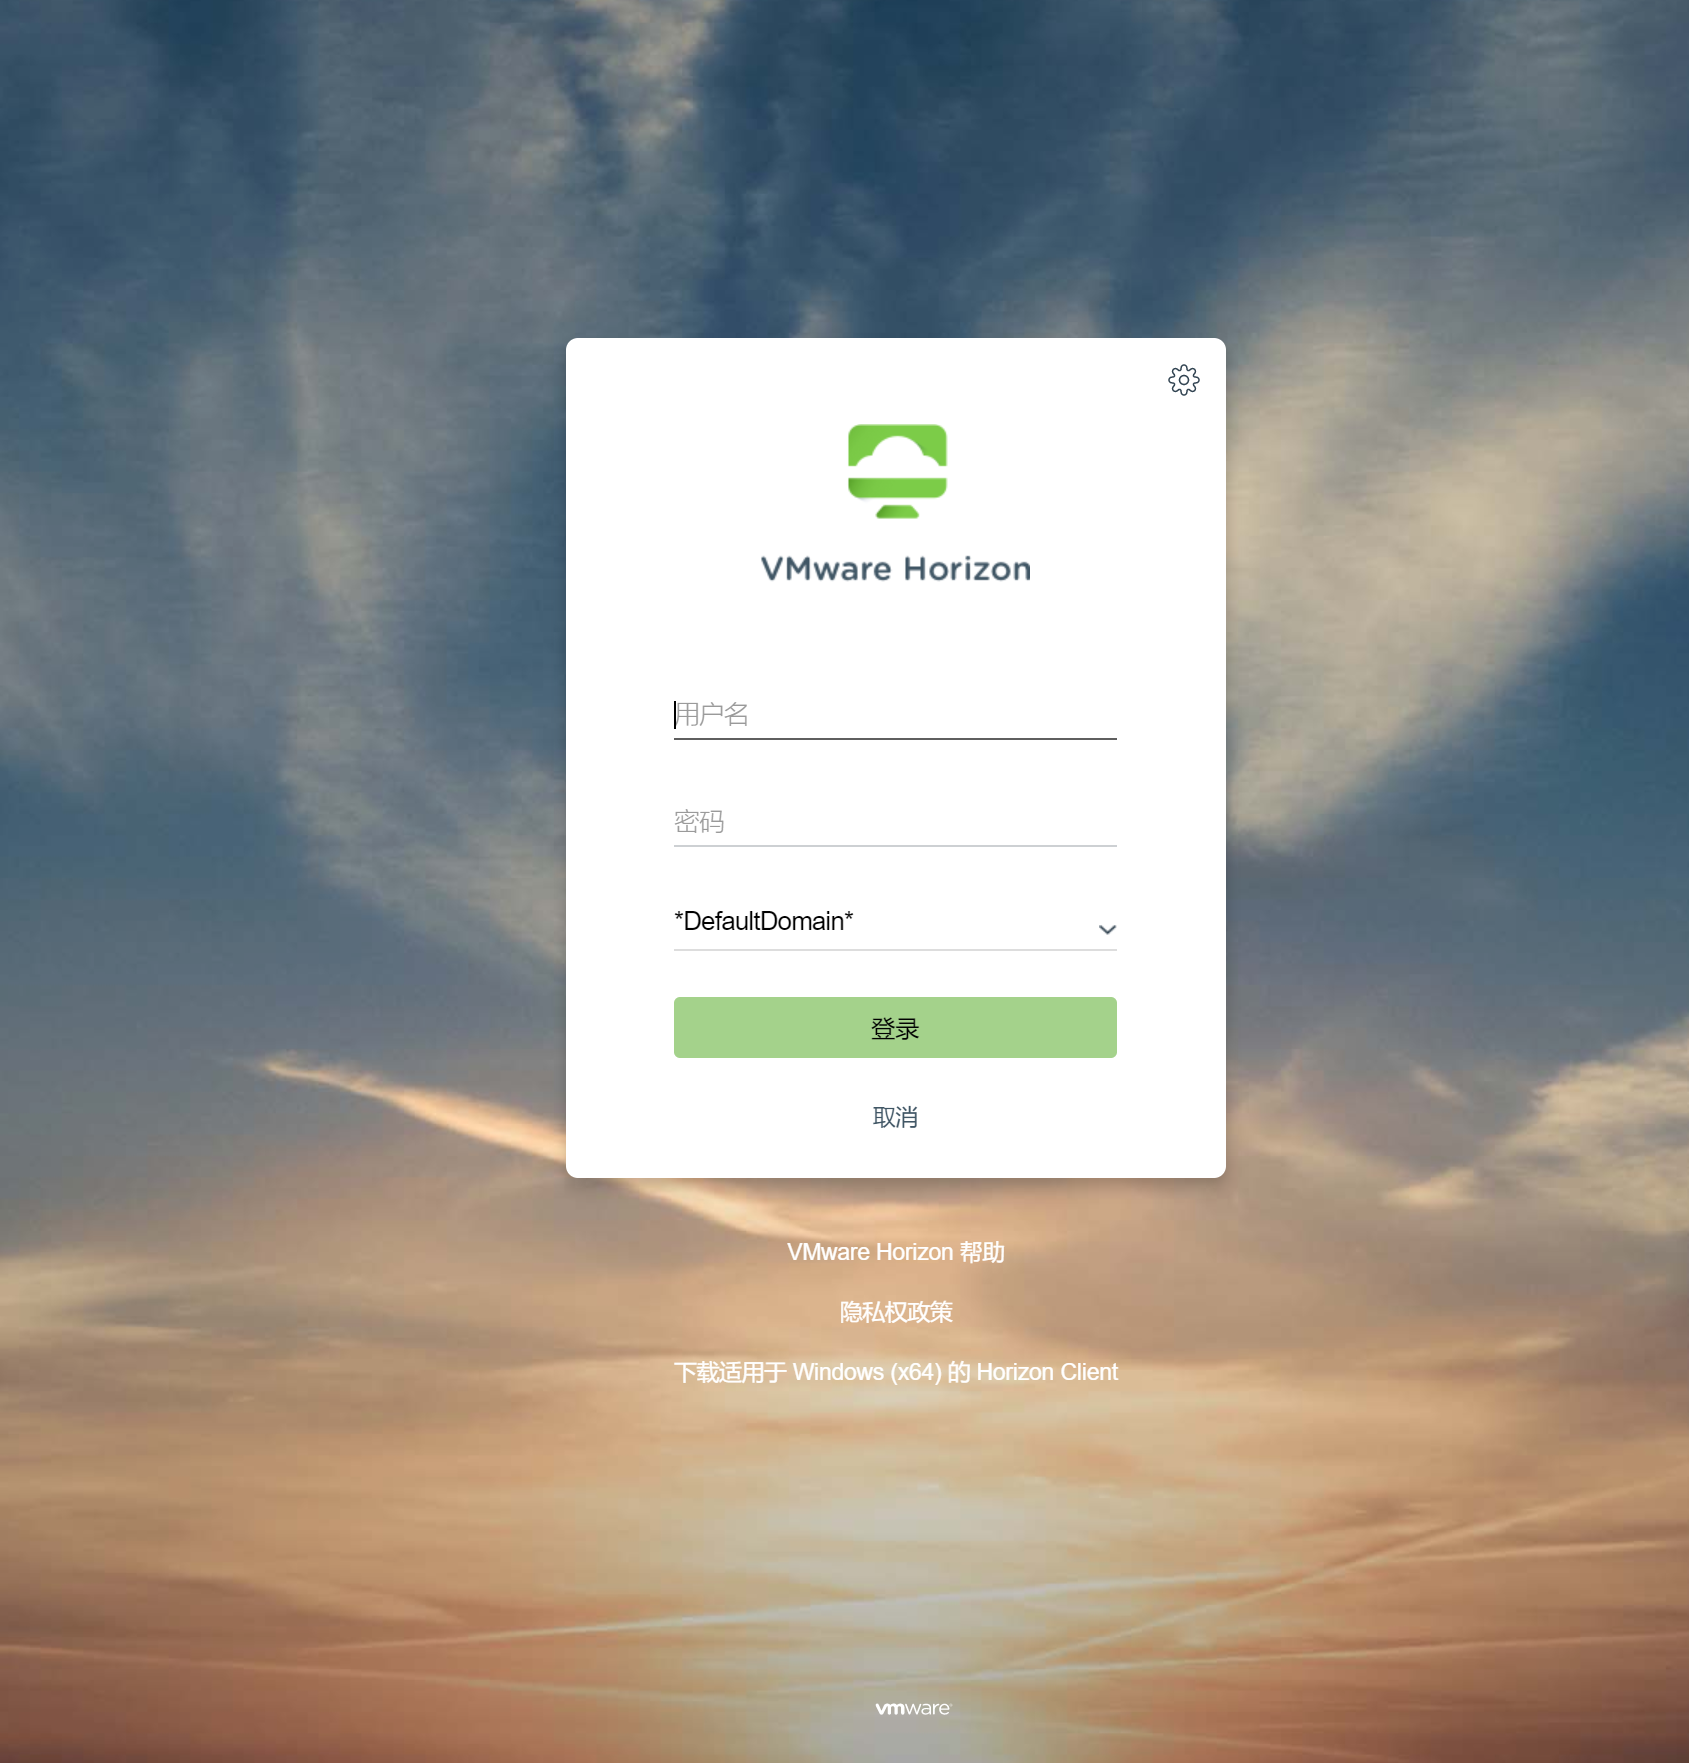 VMware Horizon
用户名
密码
*DefaultDomain*
登录
取消
VMware Horizon 帮助
隐私权政策
下载适用于 Windows (x64) 的 Horizon Client
vmware